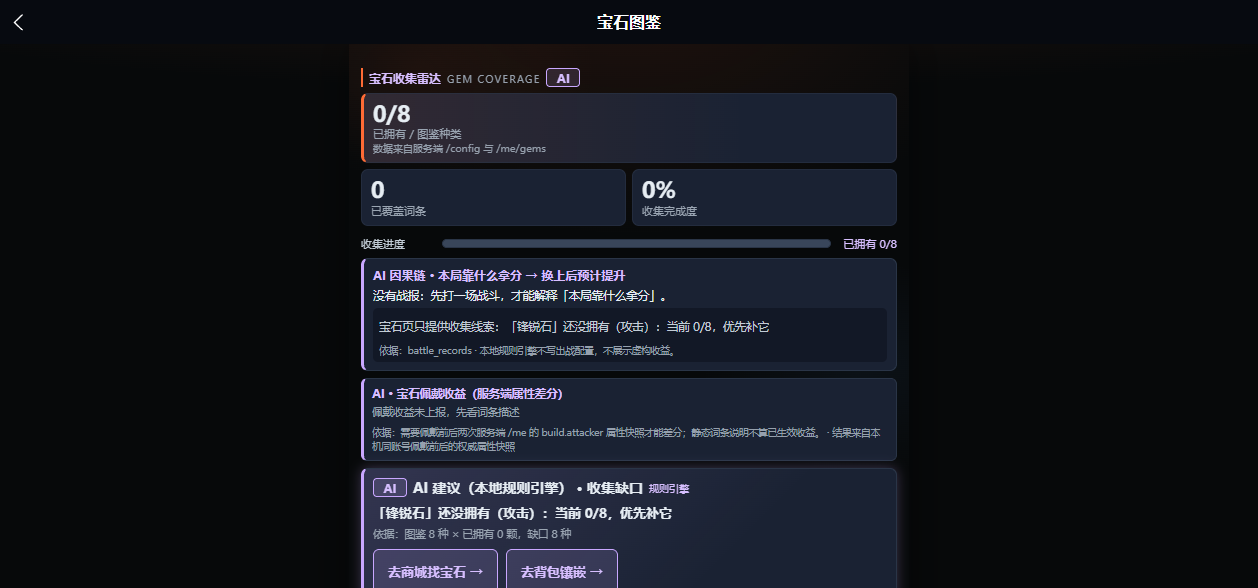 宝石图鉴
宝石收集雷达 GEM COVERAGE AI
0/8
已拥有 / 图鉴种类
数据来自服务端 /config 与 /me/gems
0
已覆盖词条
0%
收集完成度
收集进度 已拥有 0/8
AI 因果链 • 本局靠什么拿分 → 换上后预计提升
没有战报：先打一场战斗，才能解释「本局靠什么拿分」。
宝石页只提供收集线索：「锋锐石」还没拥有（攻击）：当前 0/8，优先补它
依据：battle_records · 本地规则引擎不写出战配置，不展示虚构收益。
AI • 宝石佩戴收益（服务端属性差分）
佩戴收益未上报，先看词条描述
依据：需要佩戴前后两次服务端 /me 的 build.attacker 属性快照才能差分；静态词条说明不算已生效收益。 · 结果来自本
机同账号佩戴前后的权威属性快照
AI AI 建议（本地规则引擎） • 收集缺口 规则引擎
「锋锐石」还没拥有（攻击）：当前 0/8，优先补它
依据：图鉴 8 种 × 已拥有 0 颗，缺口 8 种
去商城找宝石 →
去背包镶嵌 →